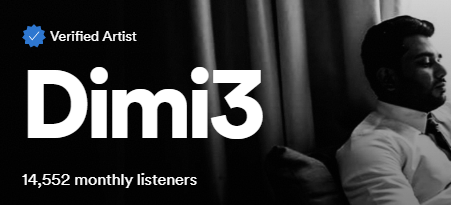 Verified Artist
Dimi3
14,552 monthly listeners